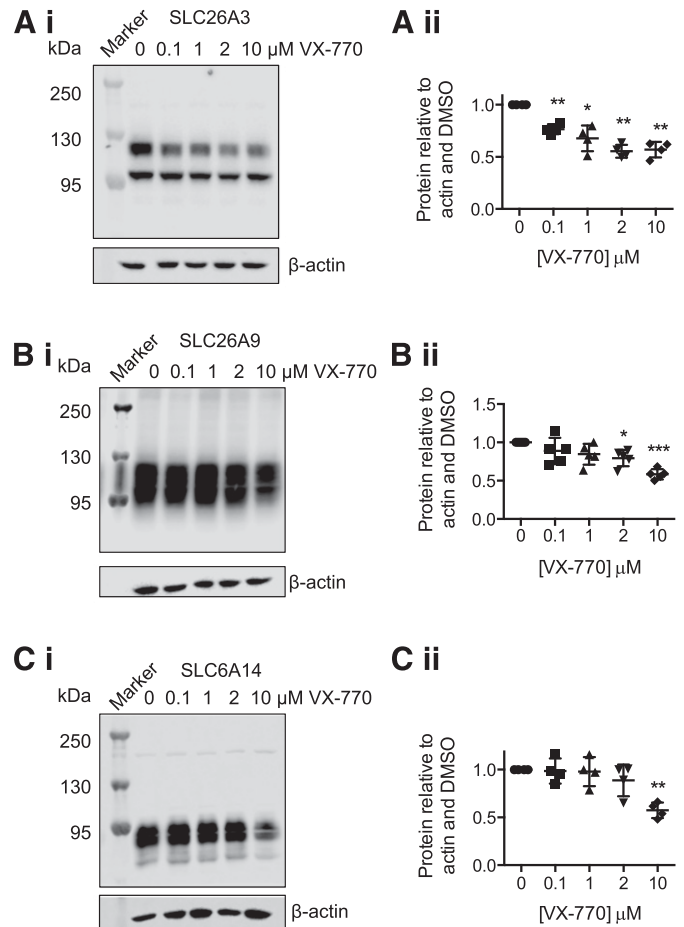 A i
SLC26A3
kDa Marker 0 0.1 1 2 10 µM VX-770
250
130
95
β-actin
A ii
Protein relative to
actin and DMSO
1.0
0.5
0.0
** * ** **
0 0.1 1 2 10
[VX-770] µM
B i
SLC26A9
kDa Marker 0 0.1 1 2 10 µM VX-770
250
130
95
β-actin
B ii
Protein relative to
actin and DMSO
1.5
1.0
0.5
0.0
* ***
0 0.1 1 2 10
[VX-770] µM
C i
SLC6A14
kDa Marker 0 0.1 1 2 10 µM VX-770
250
130
95
β-actin
C ii
Protein relative to
actin and DMSO
1.0
0.5
0.0
**
0 0.1 1 2 10
[VX-770] µM